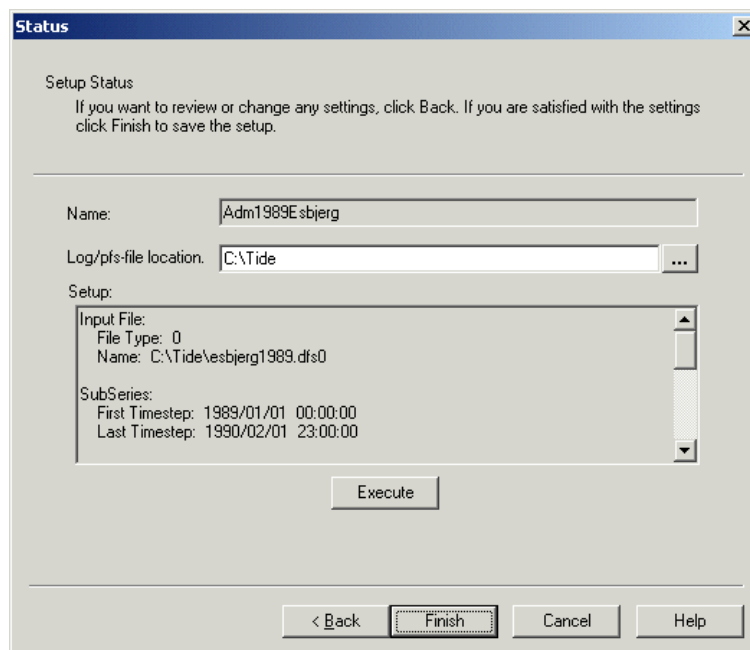 Status
Setup Status
If you want to review or change any settings, click Back. If you are satisfied with the settings
click Finish to save the setup.
Name:
Adm1989Esbjerg
Log/pfs-file location.
C:\Tide
...
Setup:
Input File:
File Type: 0
Name: C:\Tide\esbjerg1989.dfs0
SubSeries:
First Timestep: 1989/01/01 00:00:00
Last Timestep: 1990/02/01 23:00:00
Execute
< Back
Finish
Cancel
Help